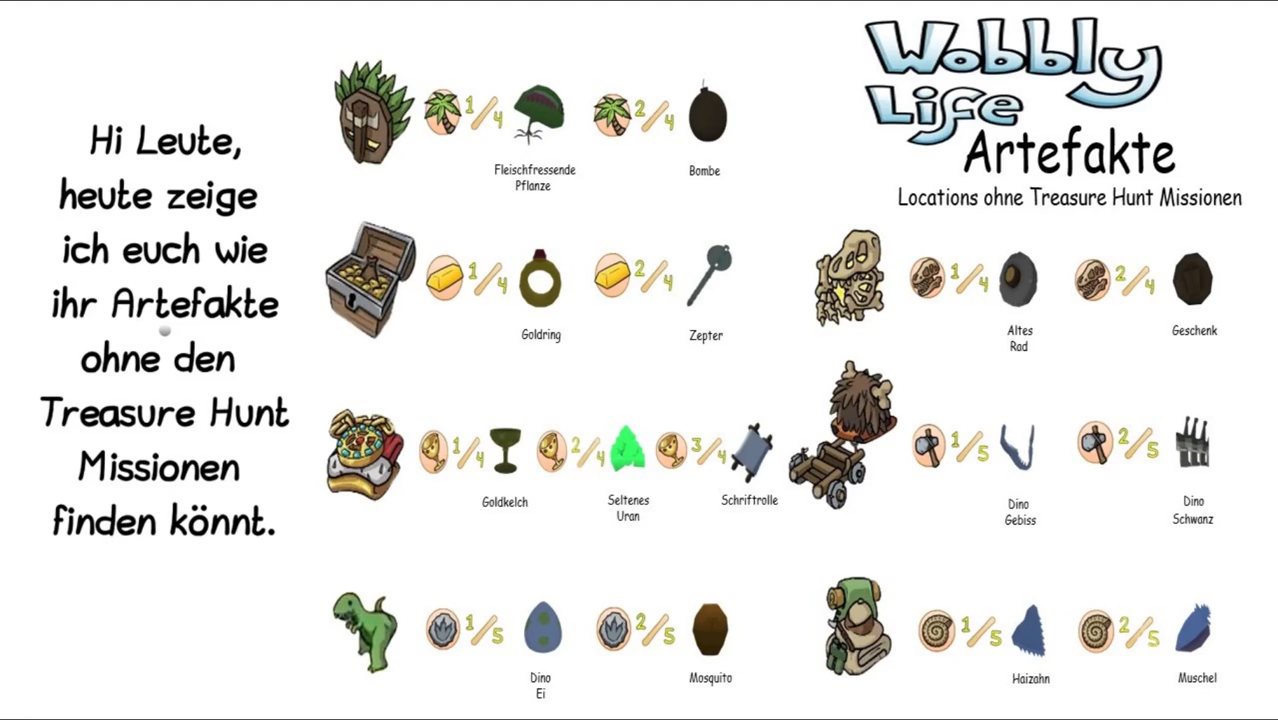 Hi Leute,
heute zeige
ich euch wie
ihr Artefakte
ohne den
Treasure Hunt
Missionen
finden könnt.
Wobbly
Life
Artefakte
Locations ohne Treasure Hunt Missionen
1/4 2/4
Fleischfressende
Pflanze
Bombe
1/4 2/4
Goldring Zepter
1/4 2/4
Altes
Rad
Geschenk
1/4 2/4 3/4
Goldkelch
Seltenes
Uran
Schriftrolle
1/5 2/5
Dino
Gebiss
Dino
Schwanz
1/5 2/5
Dino
Ei
Mosquito
1/5 2/5
Haizahn Muschel